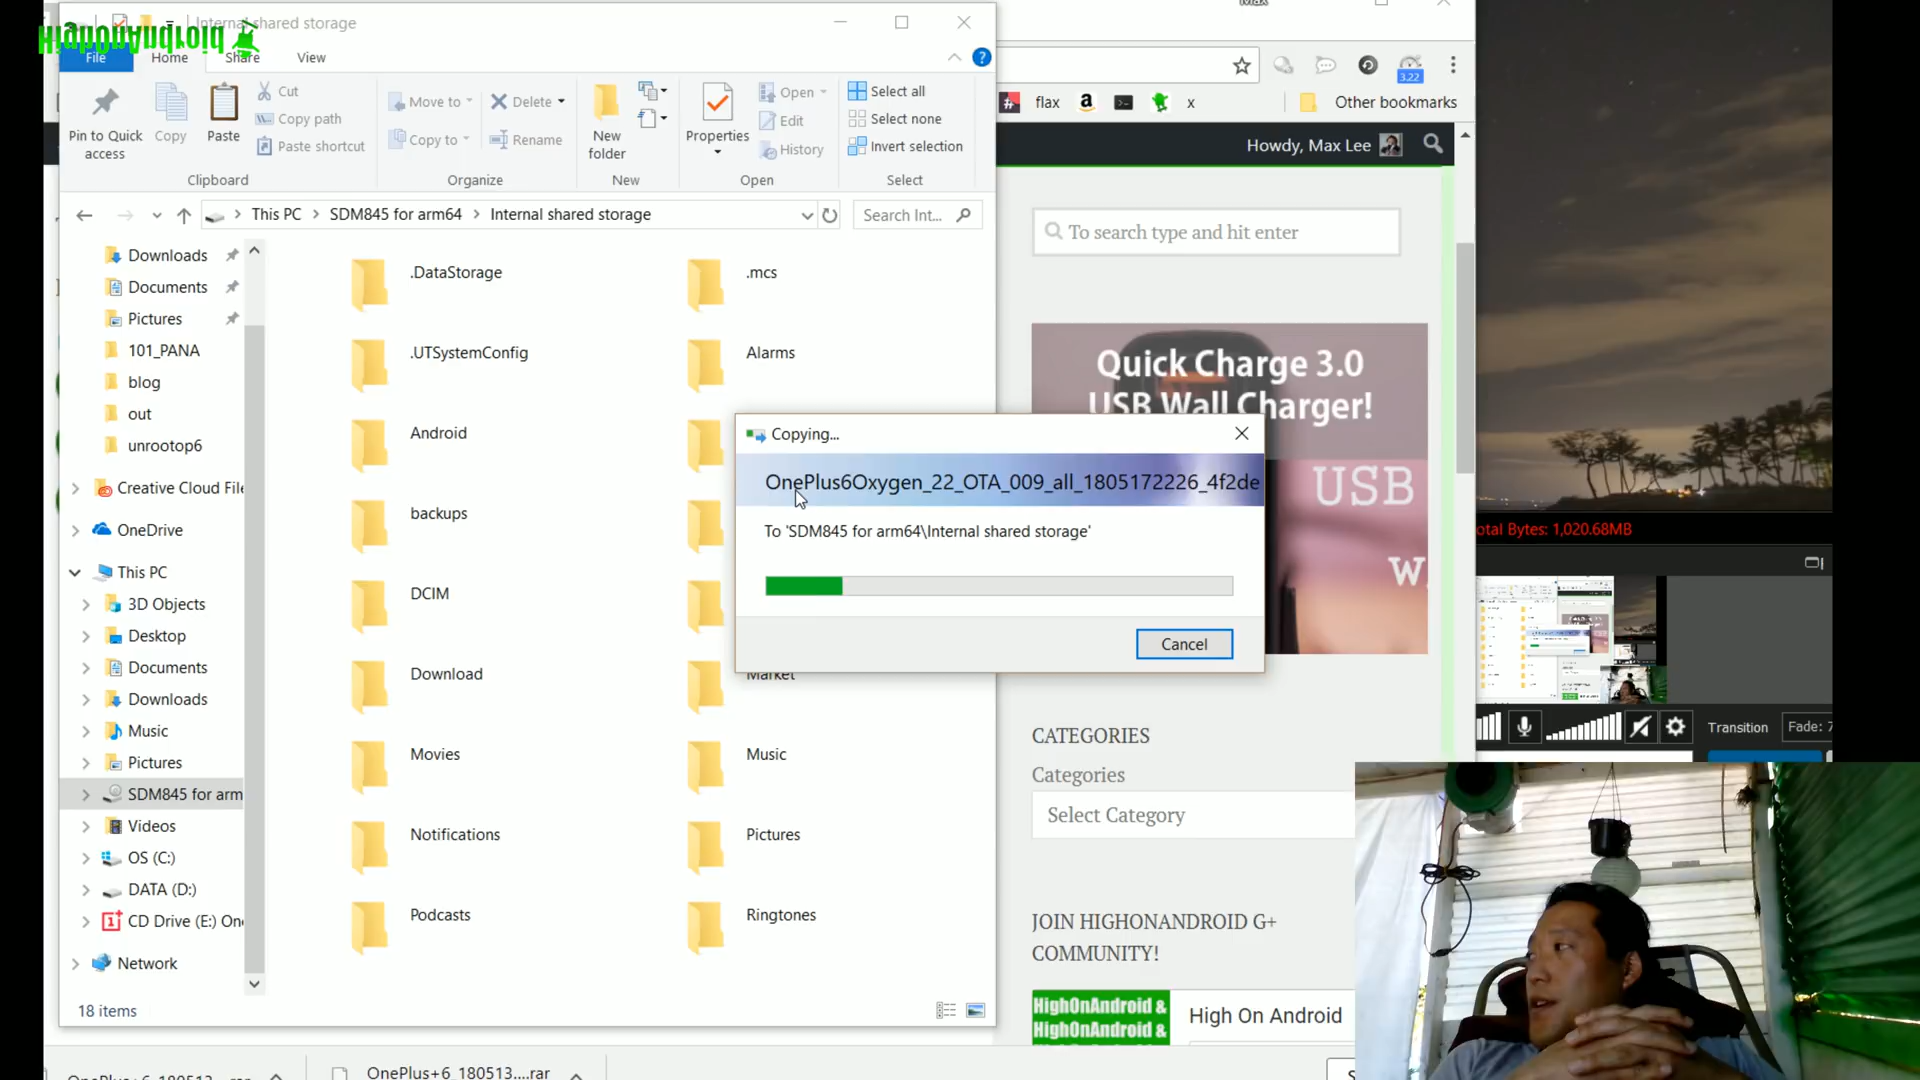 Internal shared storage
HighOnAndroid
File
Home
Share
View
Pin to Quick access
Copy
Paste
Cut
Copy path
Paste shortcut
Clipboard
Move to
Copy to
Delete
Rename
Organize
New folder
New
Properties
Open
Edit
History
Open
Select all
Select none
Invert selection
Select
This PC
SDM845 for arm64
Internal shared storage
Search Int...
Downloads
Documents
Pictures
101_PANA
blog
out
unrootop6
Creative Cloud File
OneDrive
This PC
3D Objects
Desktop
Documents
Downloads
Music
Pictures
SDM845 for arm
Videos
OS (C:)
DATA (D:)
CD Drive (E:) On
Network
18 items
.DataStorage
.mcs
.UTSystemConfig
Alarms
Android
backups
DCIM
Download
Market
Movies
Music
Notifications
Pictures
Podcasts
Ringtones
Copying...
OnePlus6Oxygen_22_OTA_009_all_1805172226_4f2de
To 'SDM845 for arm64\Internal shared storage'
Cancel
Max
3.22
flax
a
x
Other bookmarks
Howdy, Max Lee
To search type and hit enter
Quick Charge 3.0
USB Wall Charger!
USB
W
CATEGORIES
Categories
Select Category
JOIN HIGHONANDROID G+
COMMUNITY!
HighOnAndroid &
HighOnAndroid &
High On Android
otal Bytes: 1,020.68MB
Transition
Fade: 7
OnePlus+6_180513....rar
OnePlus+6_180513....rar